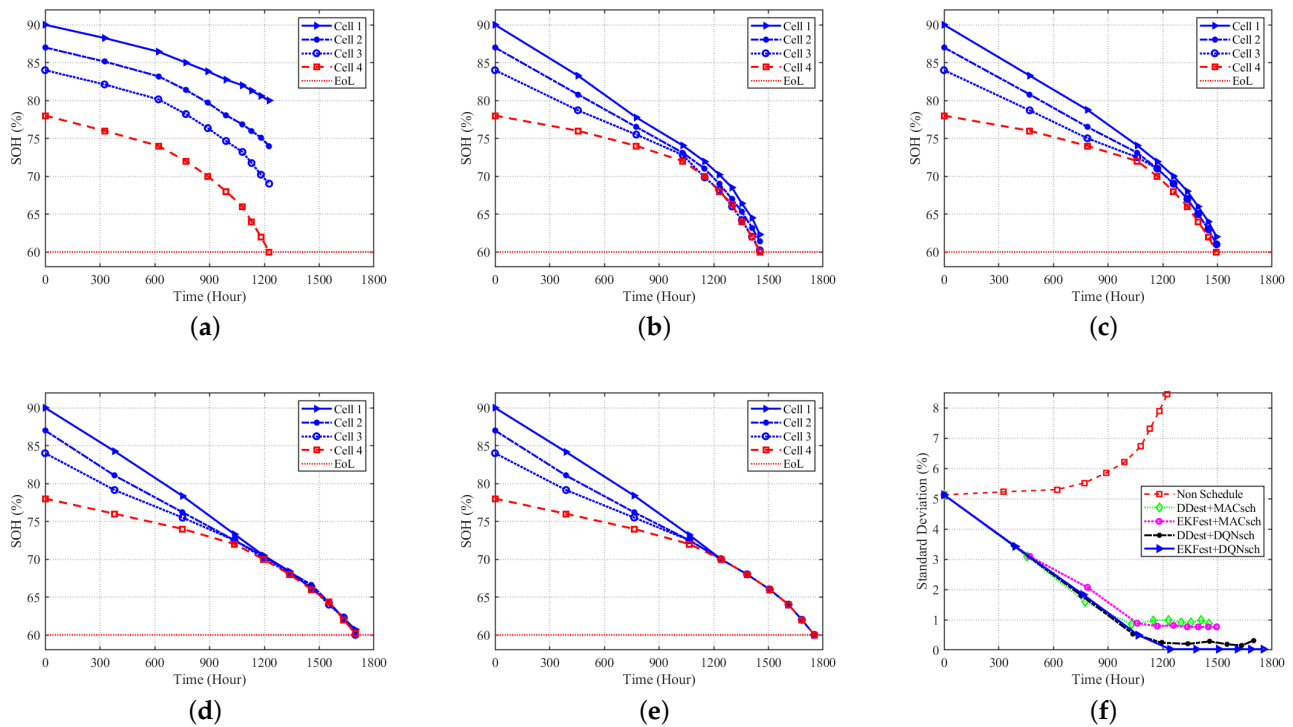 90
85
80
75
70
65
60
SOH (%)
0 300 600 900 1200 1500 1800
Time (Hour)
Cell 1
Cell 2
Cell 3
Cell 4
EoL
(a)
90
85
80
75
70
65
60
SOH (%)
0 300 600 900 1200 1500 1800
Time (Hour)
Cell 1
Cell 2
Cell 3
Cell 4
EoL
(b)
90
85
80
75
70
65
60
SOH (%)
0 300 600 900 1200 1500 1800
Time (Hour)
Cell 1
Cell 2
Cell 3
Cell 4
EoL
(c)
90
85
80
75
70
65
60
SOH (%)
0 300 600 900 1200 1500 1800
Time (Hour)
Cell 1
Cell 2
Cell 3
Cell 4
EoL
(d)
90
85
80
75
70
65
60
SOH (%)
0 300 600 900 1200 1500 1800
Time (Hour)
Cell 1
Cell 2
Cell 3
Cell 4
EoL
(e)
8
7
6
5
4
3
2
1
0
Standard Deviation (%)
0 300 600 900 1200 1500 1800
Time (Hour)
Non Schedule
DDest+MACsch
EKFest+MACsch
DDest+DQNsch
EKFest+DQNsch
(f)